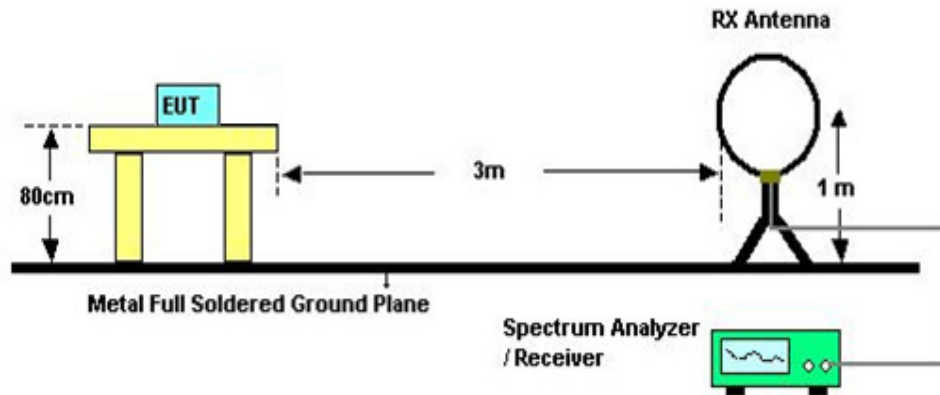 RX Antenna
EUT
80cm
3m
1 m
Metal Full Soldered Ground Plane
Spectrum Analyzer
/ Receiver